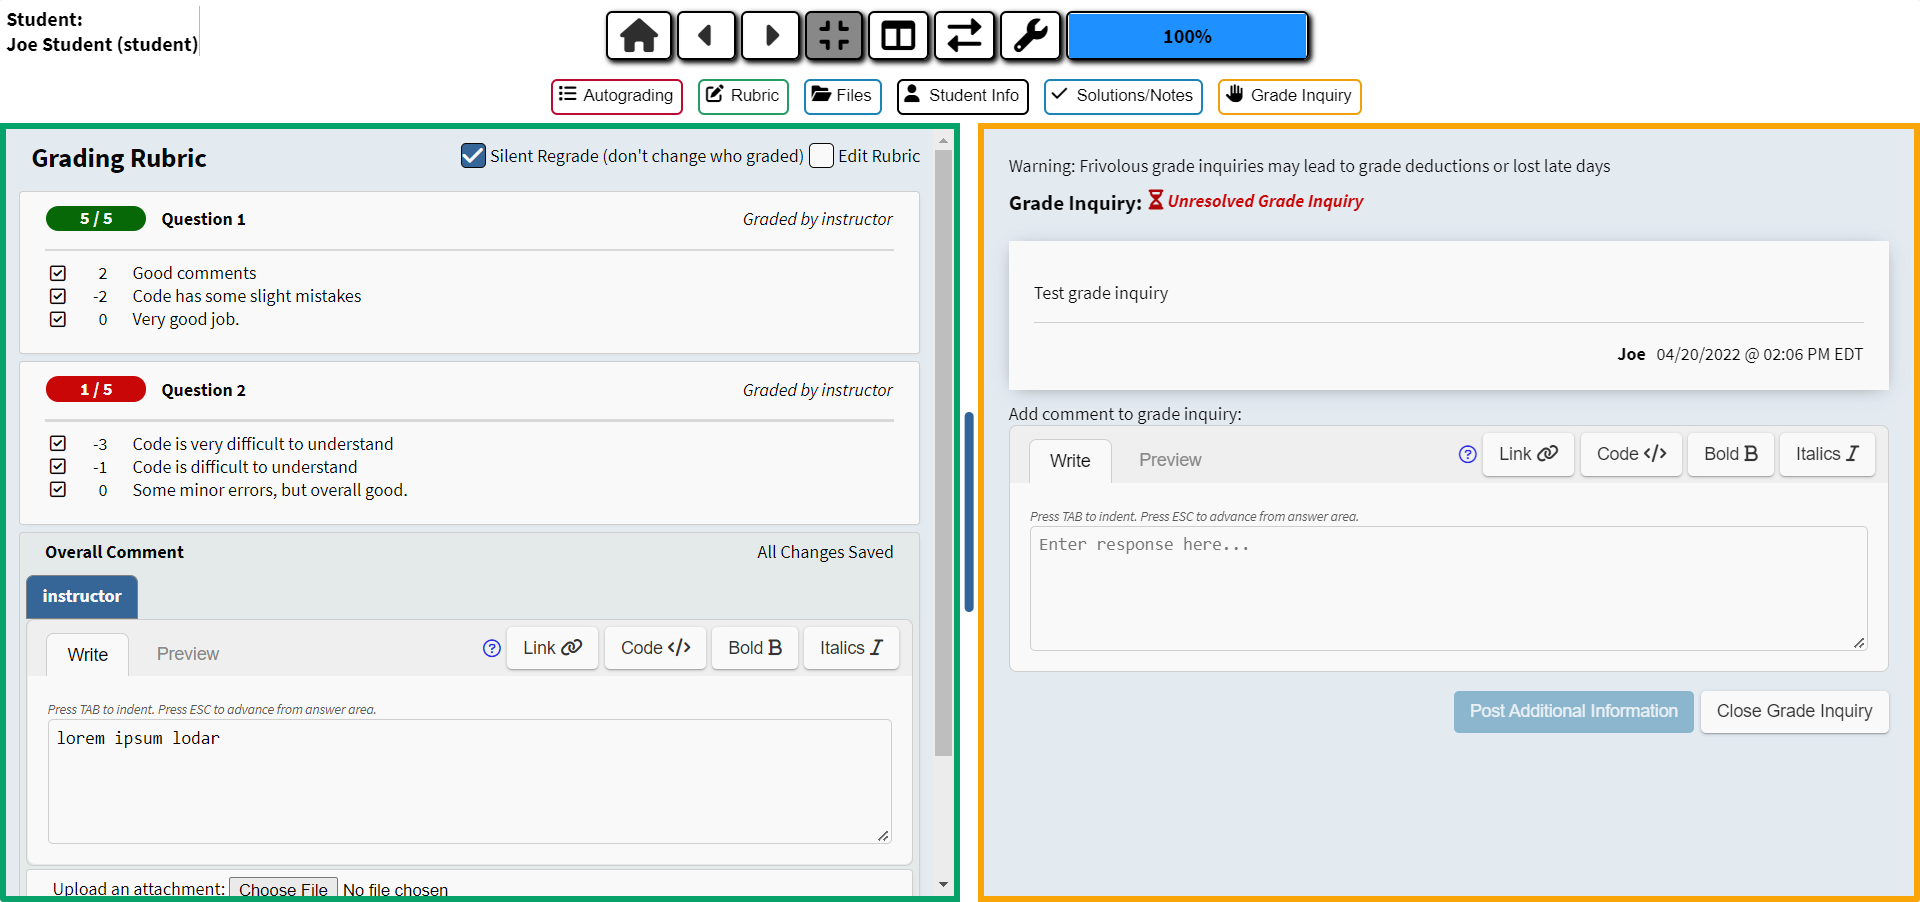 Student:
Joe Student (student)
100%
Autograding
Rubric
Files
Student Info
Solutions/Notes
Grade Inquiry
Grading Rubric
Silent Regrade (don't change who graded)
Edit Rubric
5 / 5 Question 1 Graded by instructor
2 Good comments
-2 Code has some slight mistakes
0 Very good job.
1 / 5 Question 2 Graded by instructor
-3 Code is very difficult to understand
-1 Code is difficult to understand
0 Some minor errors, but overall good.
Overall Comment All Changes Saved
instructor
Write Preview ? Link Code </> Bold B Italics I
Press TAB to indent. Press ESC to advance from answer area.
lorem ipsum lodar
Upload an attachment: Choose File No file chosen
Warning: Frivolous grade inquiries may lead to grade deductions or lost late days
Grade Inquiry: Unresolved Grade Inquiry
Test grade inquiry
Joe 04/20/2022 @ 02:06 PM EDT
Add comment to grade inquiry:
Write Preview ? Link Code </> Bold B Italics I
Press TAB to indent. Press ESC to advance from answer area.
Enter response here...
Post Additional Information
Close Grade Inquiry